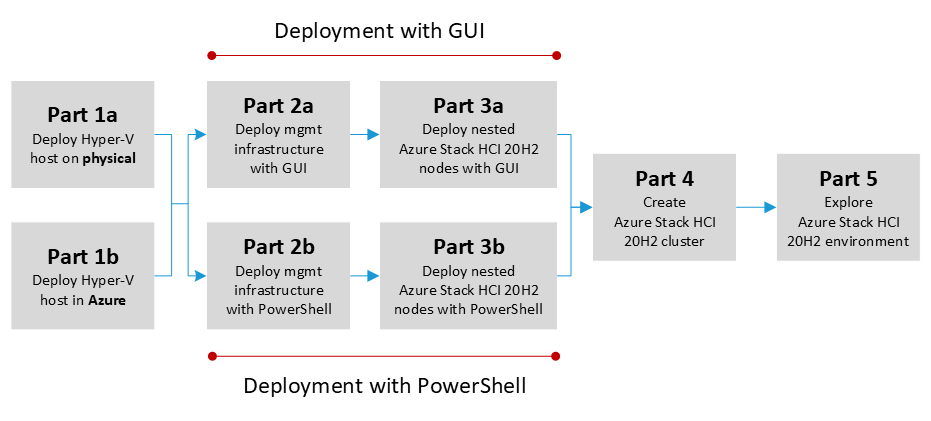 Deployment with GUI
Part 1a
Deploy Hyper-V
host on physical
Part 2a
Deploy mgmt
infrastructure
with GUI
Part 3a
Deploy nested
Azure Stack HCI 20H2
nodes with GUI
Part 1b
Deploy Hyper-V
host in Azure
Part 2b
Deploy mgmt
infrastructure
with PowerShell
Part 3b
Deploy nested
Azure Stack HCI 20H2
nodes with PowerShell
Part 4
Create
Azure Stack HCI
20H2 cluster
Part 5
Explore
Azure Stack HCI
20H2 environment
Deployment with PowerShell